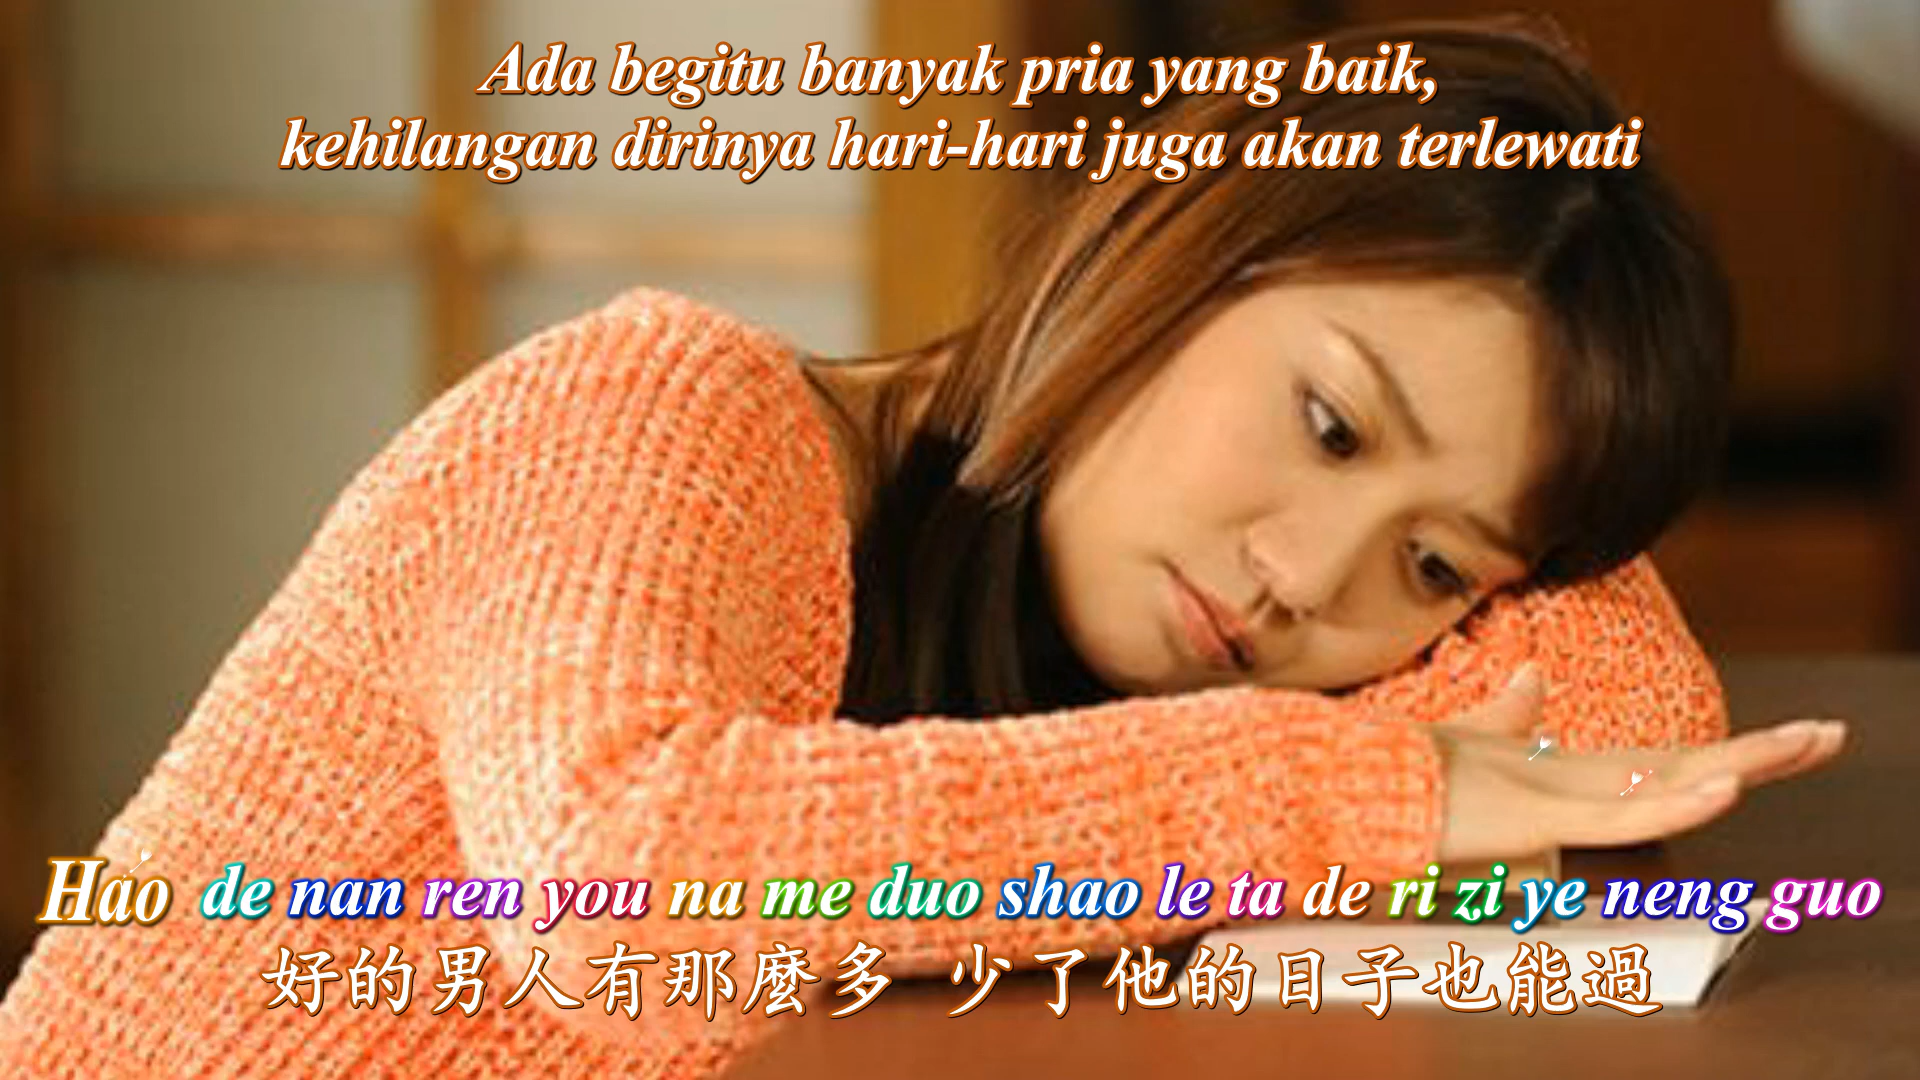 Ada begitu banyak pria yang baik,
kehilangan dirinya hari-hari juga akan terlewati
Hao de nan ren you na me duo shao le ta de ri zi ye neng guo
好的男人有那麼多 少了他的日子也能過